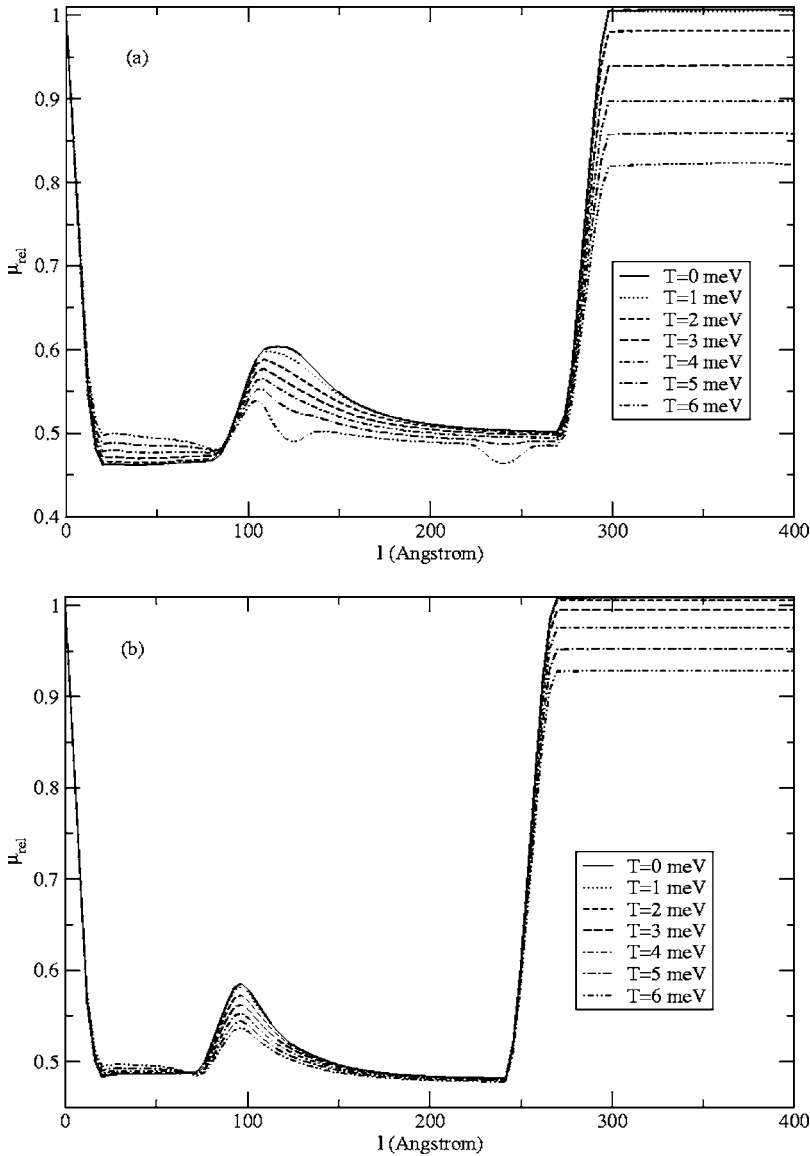 1
0.9
0.8
0.7
0.6
0.5
0.4
μrel
(a)
T=0 meV
T=1 meV
T=2 meV
T=3 meV
T=4 meV
T=5 meV
T=6 meV
0
100
200
300
400
l (Angstrom)
1
0.9
0.8
0.7
0.6
0.5
μrel
(b)
T=0 meV
T=1 meV
T=2 meV
T=3 meV
T=4 meV
T=5 meV
T=6 meV
0
100
200
300
400
l (Angstrom)